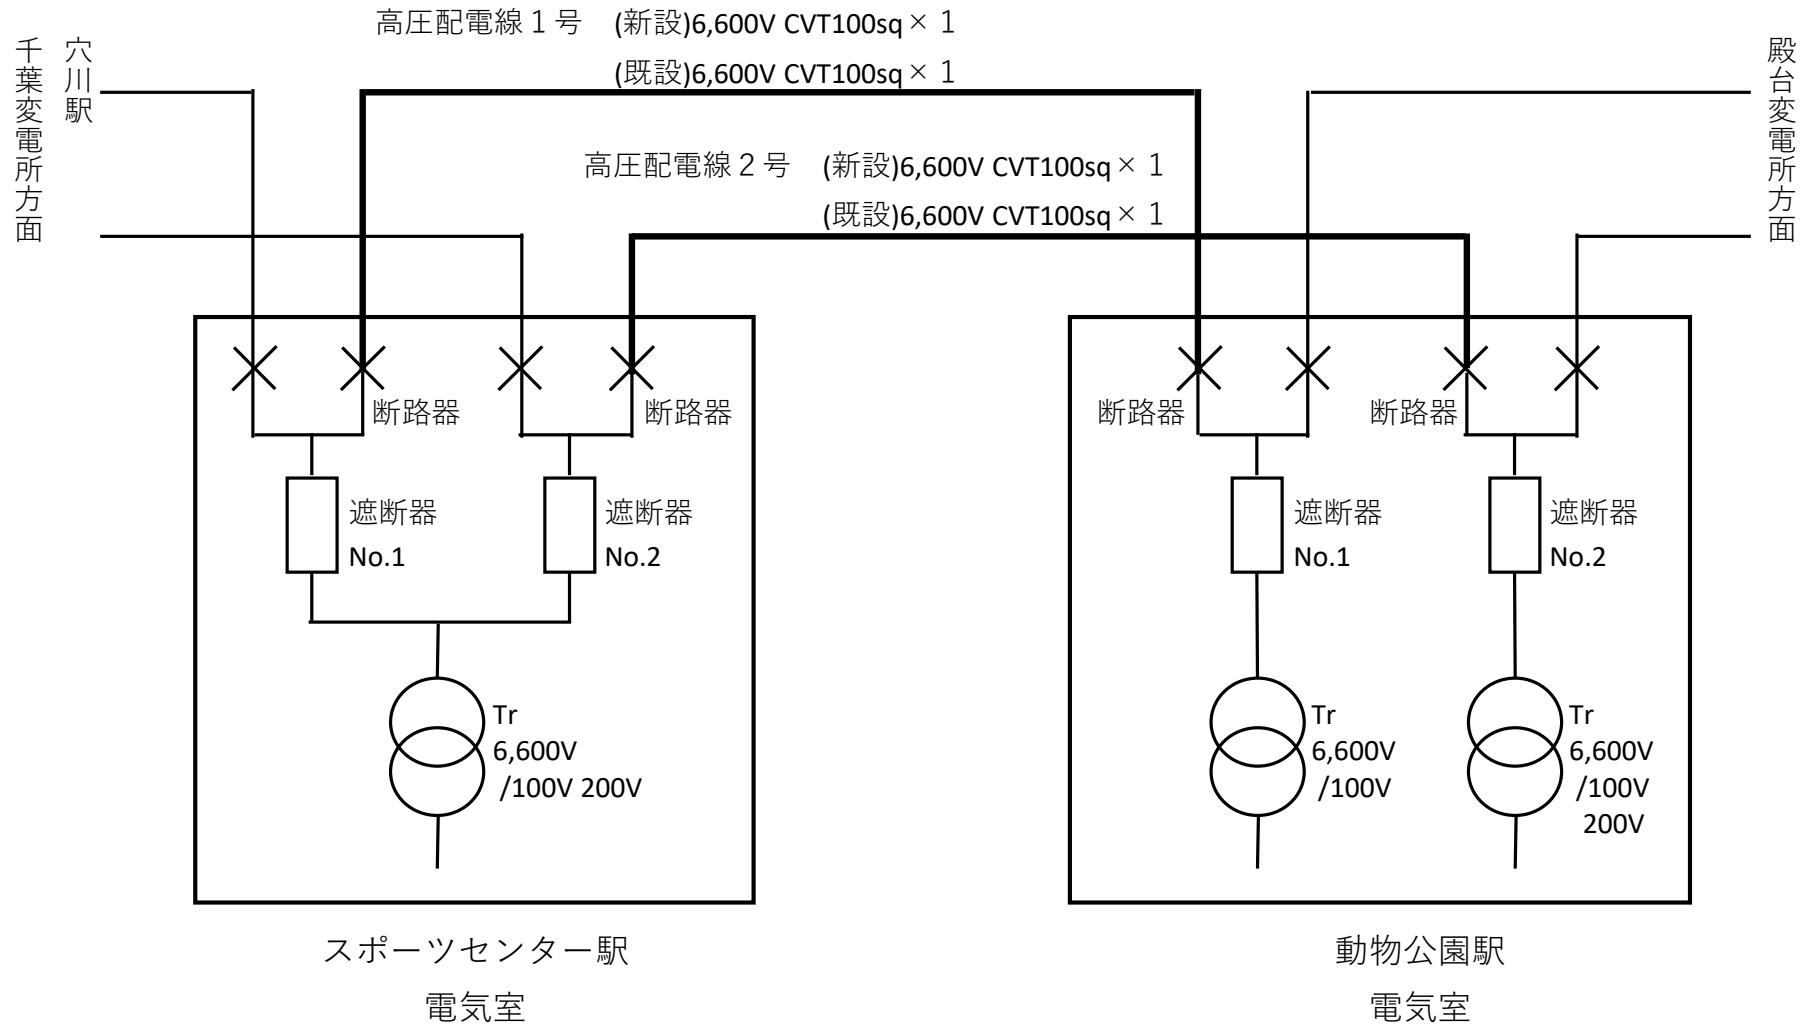 高圧配電線１号　(新設)6,600V CVT100sq × １
(既設)6,600V CVT100sq × １
千葉変電所方面
穴川駅
殿台変電所方面
高圧配電線２号　(新設)6,600V CVT100sq × １
(既設)6,600V CVT100sq × １
断路器
断路器
断路器
断路器
遮断器
No.1
遮断器
No.2
遮断器
No.1
遮断器
No.2
Tr
6,600V
/100V 200V
Tr
6,600V
/100V
Tr
6,600V
/100V
200V
スポーツセンター駅
電気室
動物公園駅
電気室